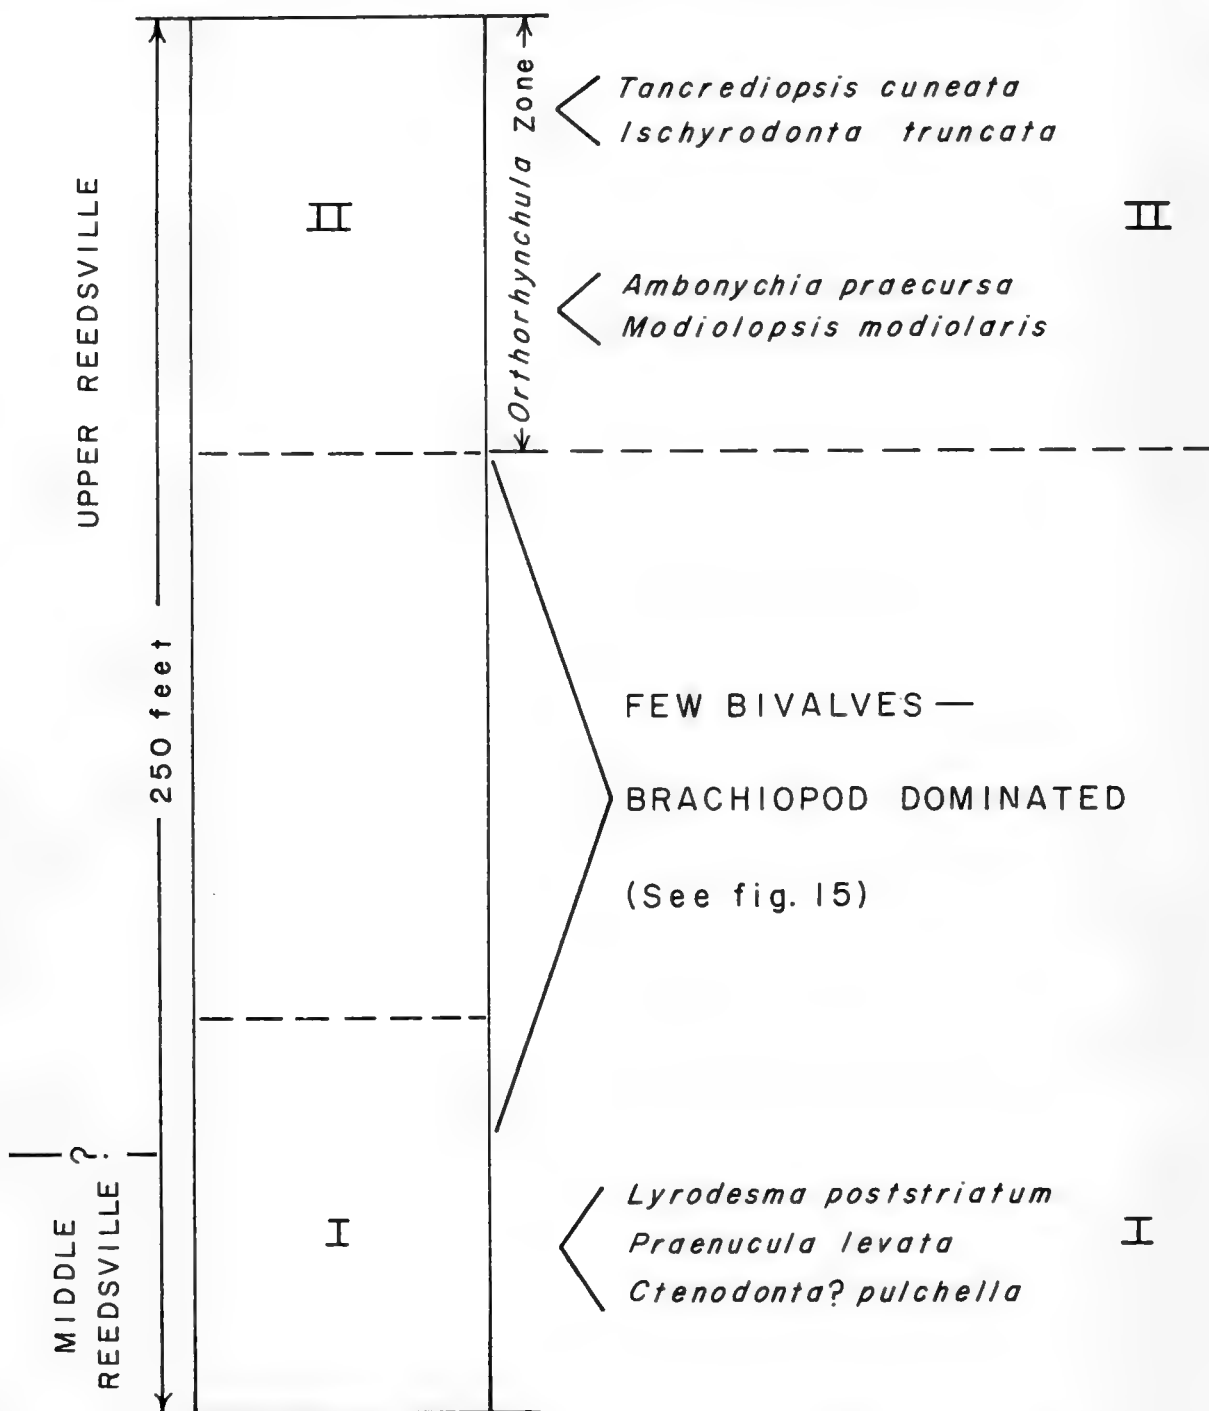 UPPER REEDSVILLE
250 feet
— ? —
MIDDLE
REEDSVILLE
II
I
Orthorhynchula Zone
Tancrediopsis cuneata
Ischyrodonta truncata
II
Ambonychia praecursa
Modiolopsis modiolaris
FEW BIVALVES —
BRACHIOPOD DOMINATED
(See fig. 15)
Lyrodesma poststriatum
Praenucula levata
Ctenodonta? pulchella
I